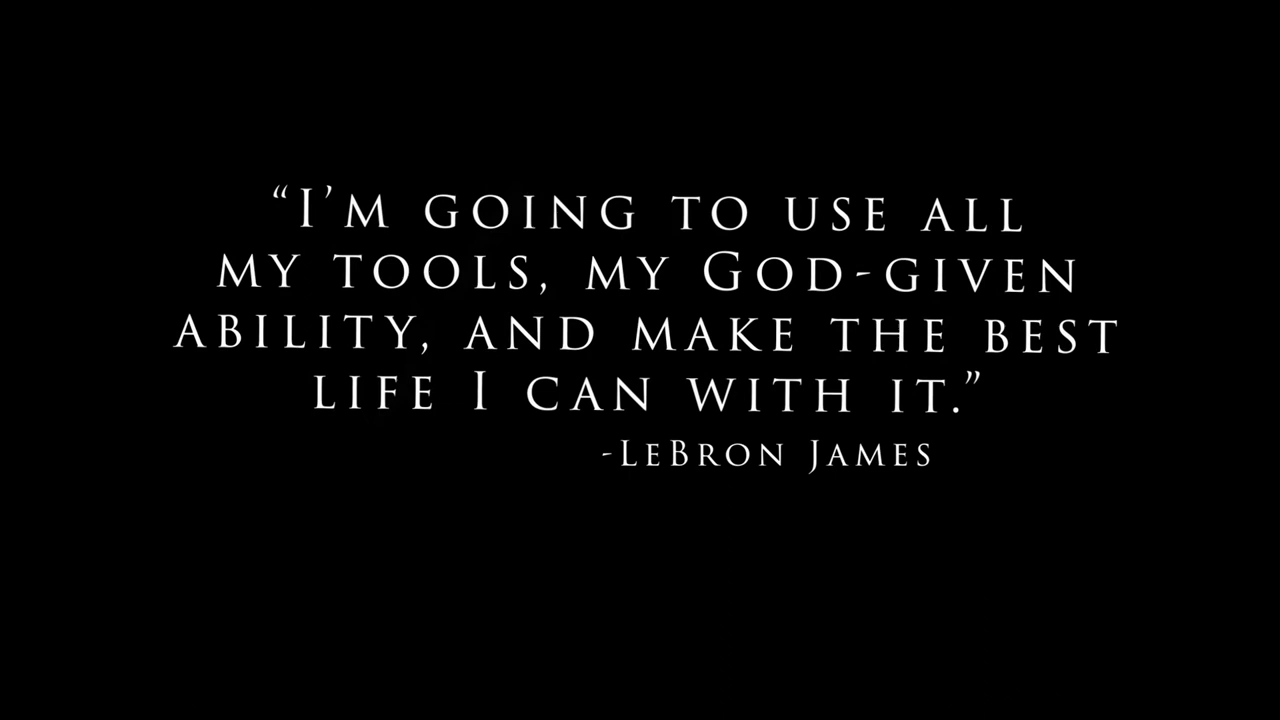 “I’m going to use all
my tools, my God-given
ability, and make the best
life I can with it.”
-LeBron James